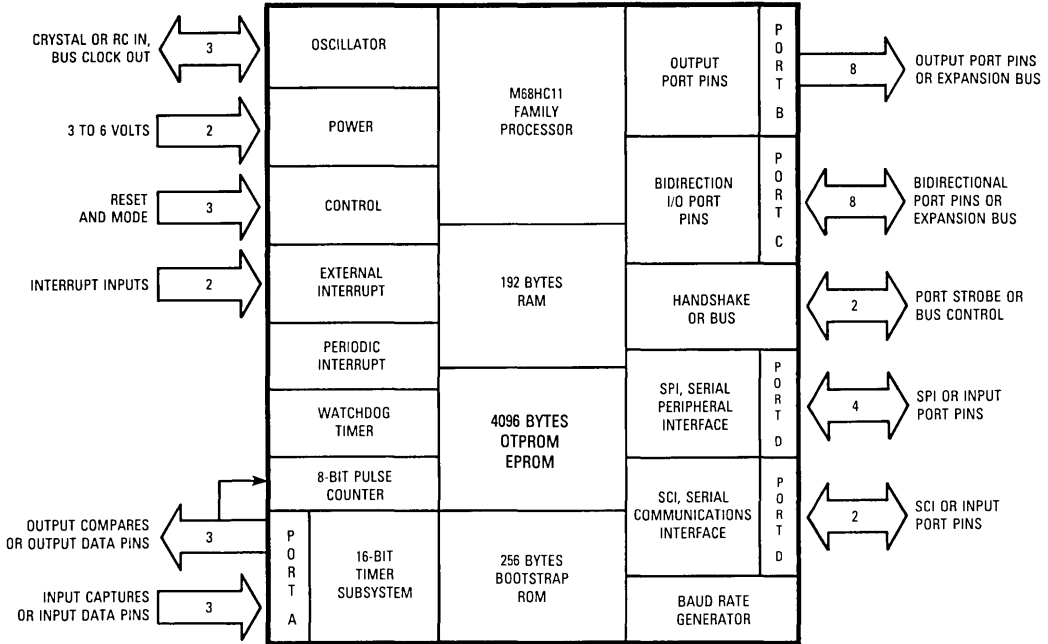 CRYSTAL OR RC IN,
BUS CLOCK OUT
3
3 TO 6 VOLTS
2
RESET
AND MODE
3
INTERRUPT INPUTS
2
OUTPUT COMPARES
OR OUTPUT DATA PINS
3
INPUT CAPTURES
OR INPUT DATA PINS
3
OSCILLATOR
POWER
CONTROL
EXTERNAL
INTERRUPT
PERIODIC
INTERRUPT
WATCHDOG
TIMER
8-BIT PULSE
COUNTER
PORT A
16-BIT
TIMER
SUBSYSTEM
M68HC11
FAMILY
PROCESSOR
192 BYTES
RAM
4096 BYTES
OTPROM
EPROM
256 BYTES
BOOTSTRAP
ROM
OUTPUT
PORT PINS
PORT B
BIDIRECTION
I/O PORT
PINS
PORT C
HANDSHAKE
OR BUS
SPI, SERIAL
PERIPHERAL
INTERFACE
PORT D
SCI, SERIAL
COMMUNICATIONS
INTERFACE
PORT D
BAUD RATE
GENERATOR
8
OUTPUT PORT PINS
OR EXPANSION BUS
8
BIDIRECTIONAL
PORT PINS OR
EXPANSION BUS
2
PORT STROBE OR
BUS CONTROL
4
SPI OR INPUT
PORT PINS
2
SCI OR INPUT
PORT PINS